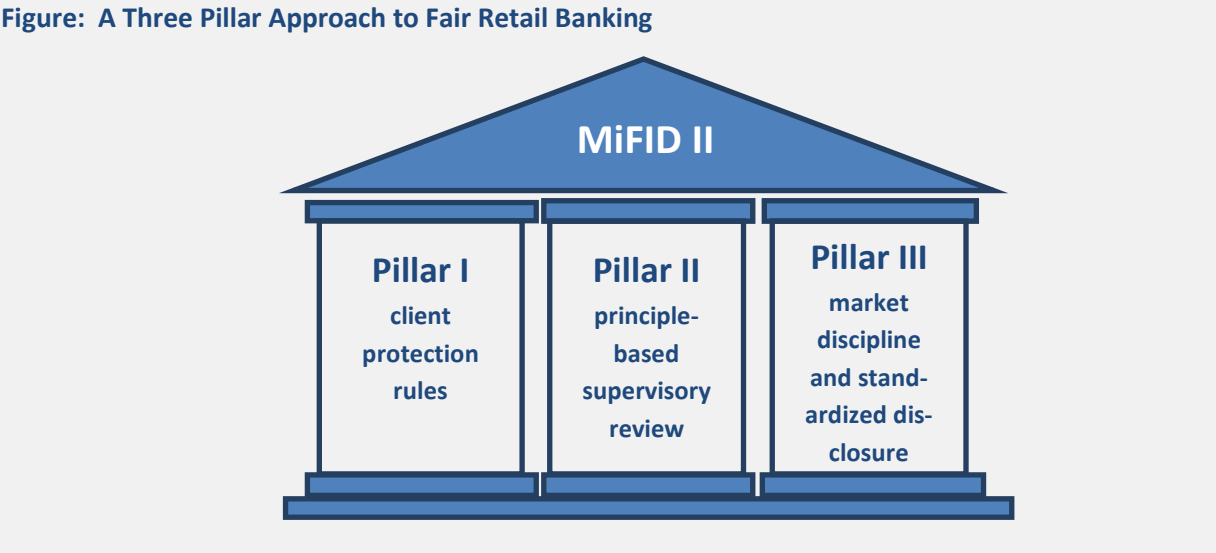 Figure:  A Three Pillar Approach to Fair Retail Banking
MiFID II
Pillar I
client
protection
rules
Pillar II
principle-
based
supervisory
review
Pillar III
market
discipline
and stand-
ardized dis-
closure